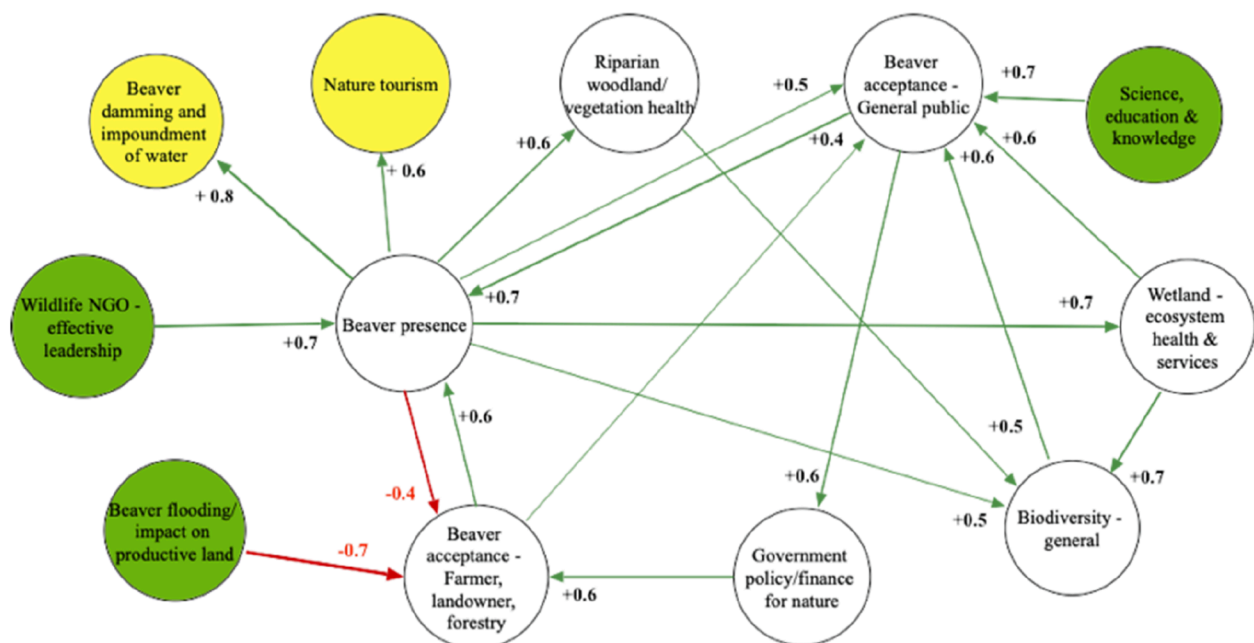 Beaver
damming and
impoundment
of water
Nature tourism
Riparian
woodland/
vegetation health
Beaver
acceptance -
General public
Science,
education &
knowledge
+0.7
+0.5
+0.4
+0.6
+0.6
+0.6
+ 0.6
+ 0.8
Wildlife NGO -
effective
leadership
+0.7
Beaver presence
+0.7
+0.7
Wetland -
ecosystem
health &
services
+0.6
-0.4
+0.5
+0.7
+0.6
+0.5
Beaver flooding/
impact on
productive land
-0.7
Beaver
acceptance -
Farmer,
landowner,
forestry
+0.6
Government
policy/finance
for nature
Biodiversity -
general